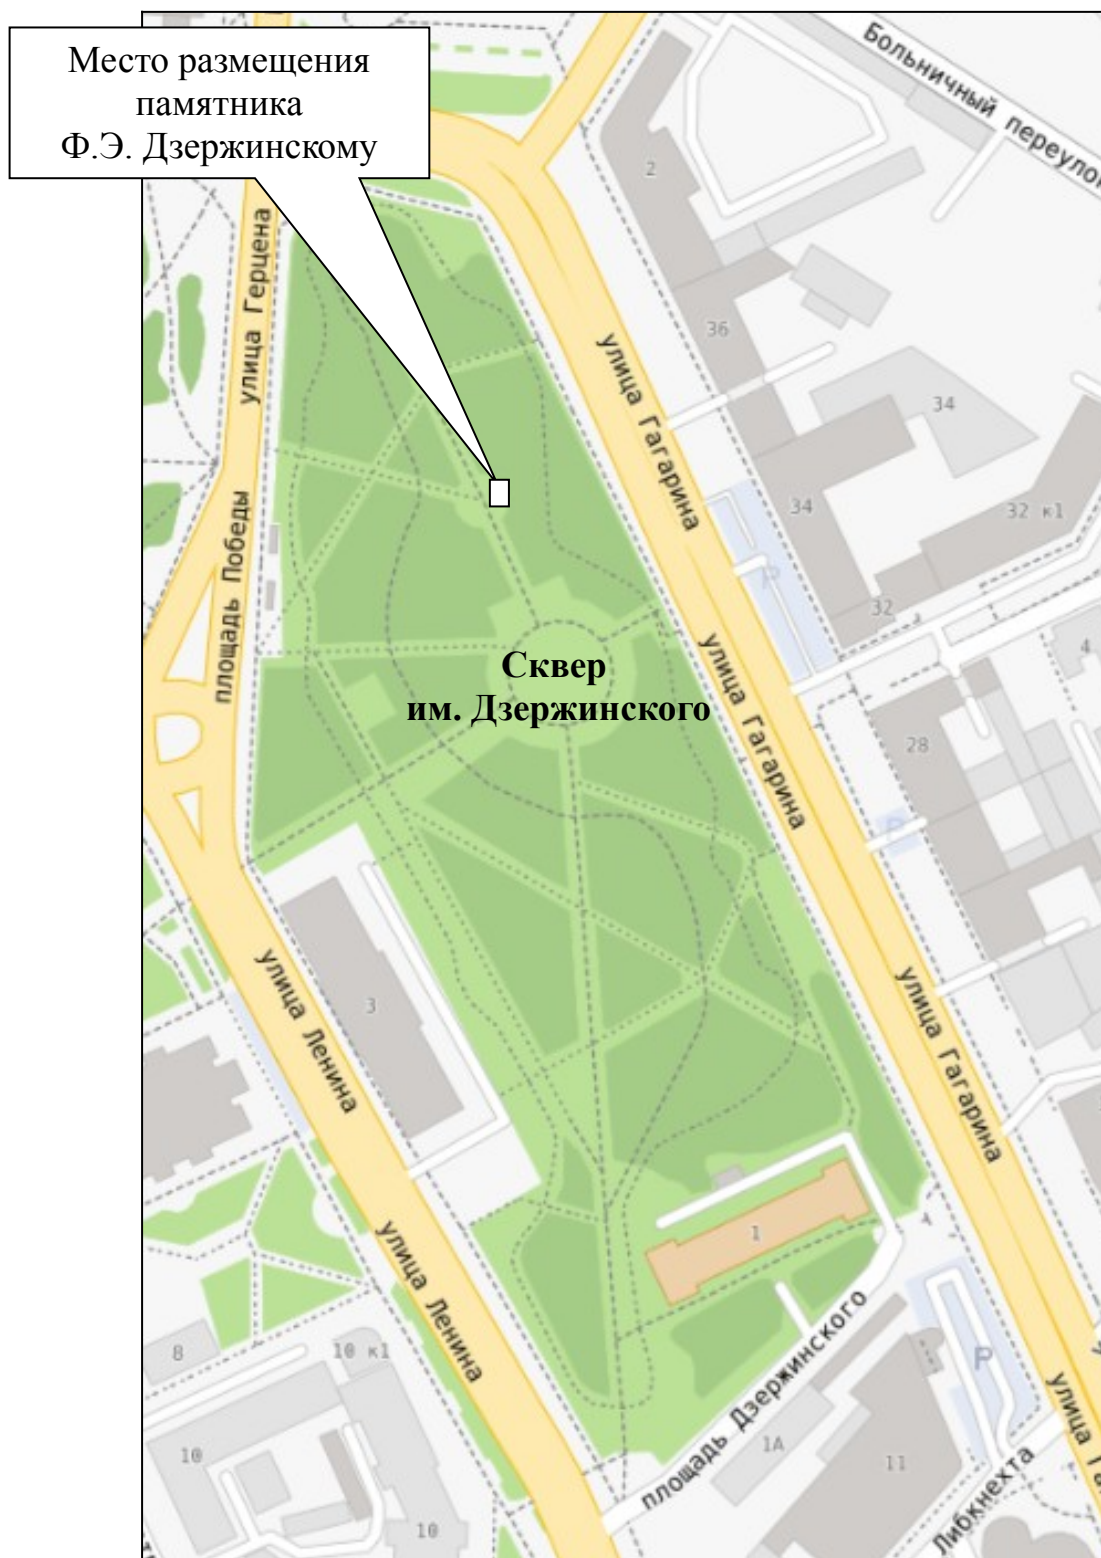 Место размещения
памятника
Ф.Э. Дзержинскому
Больничный переулок
2
улица Герцена
36
улица Гагарина
34
34
32 к1
площадь Победы
P
32
4
улица Гагарина
Сквер
им. Дзержинского
28
P
улица Ленина
3
улица Гагарина
1
улица Ленина
площадь Дзержинского
8
10 к1
P
улица
10
1А
11
Либкнехта
10